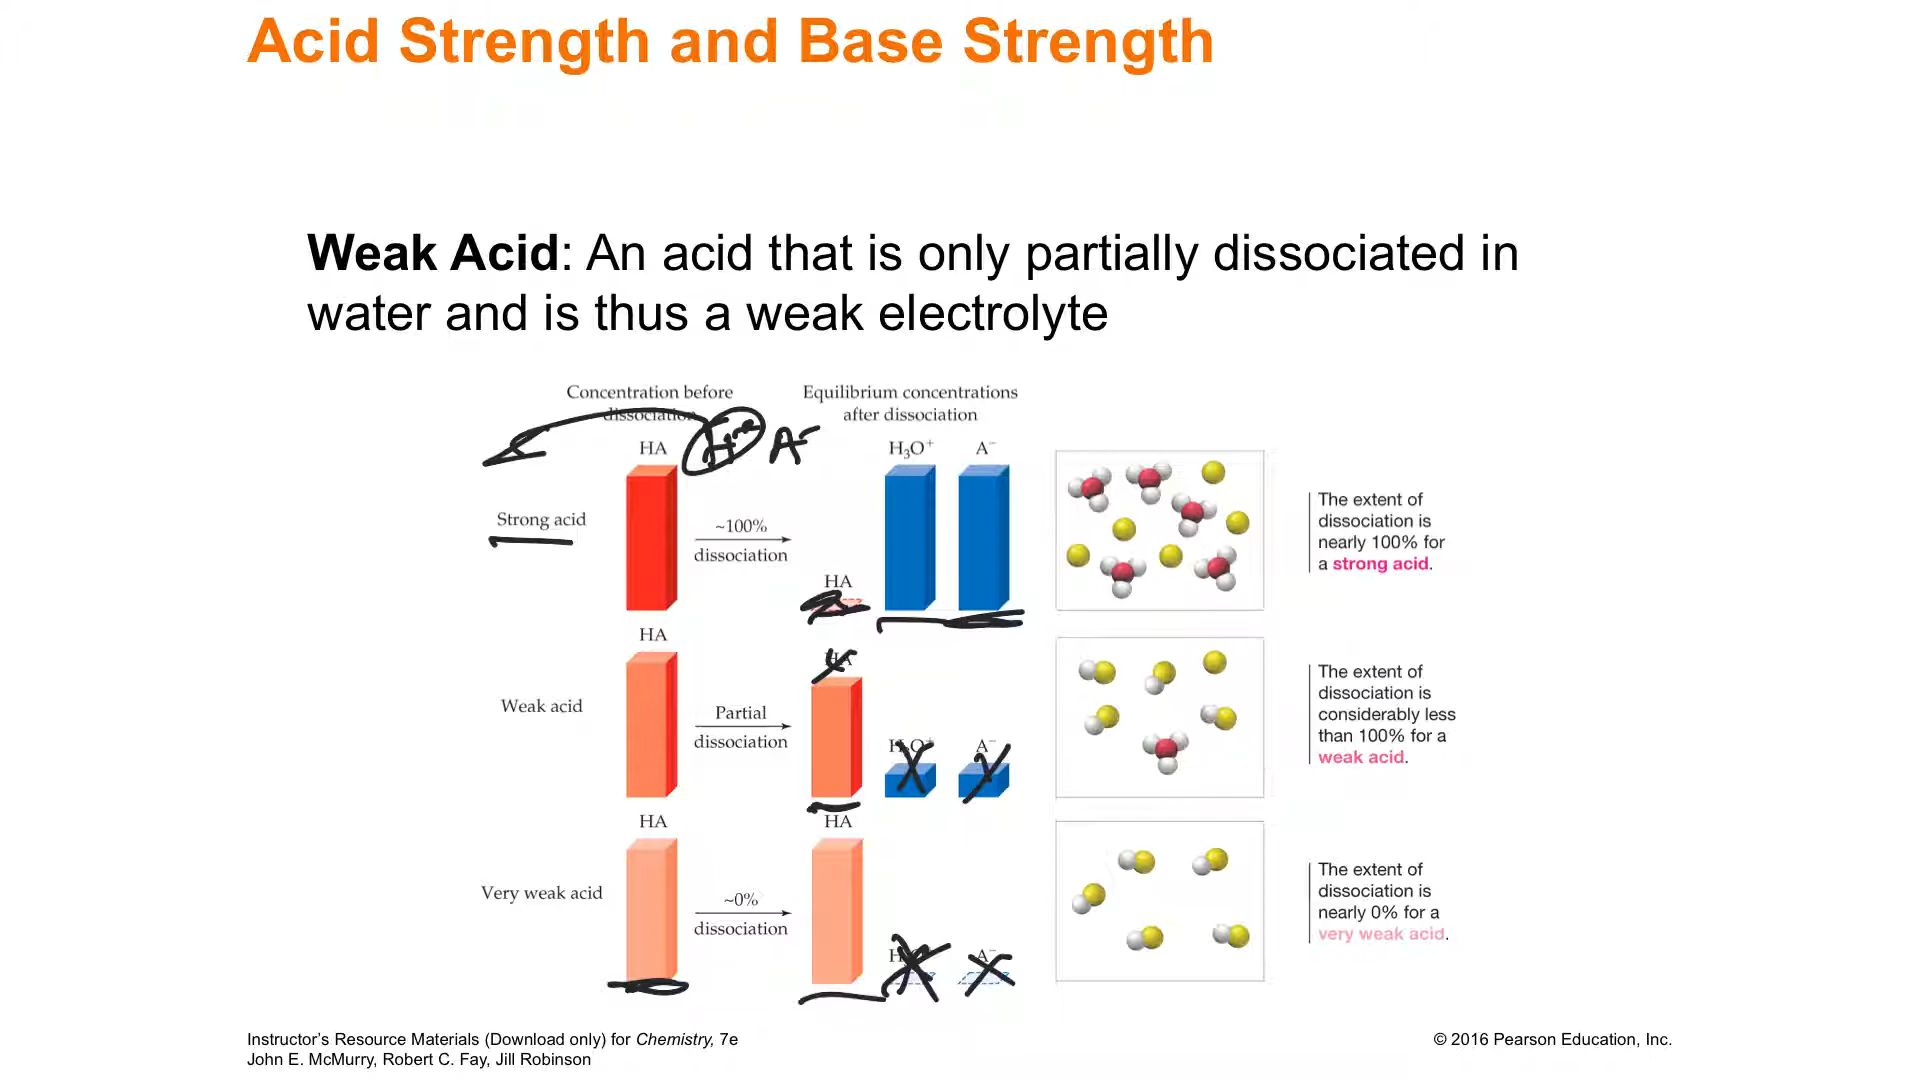 Acid Strength and Base Strength
Weak Acid: An acid that is only partially dissociated in
water and is thus a weak electrolyte
Concentration before
dissociation
Equilibrium concentrations
after dissociation
HA
A⁻
H₃O⁺
A⁻
Strong acid
~100%
dissociation
HA
The extent of
dissociation is
nearly 100% for
a strong acid.
HA
HA
Weak acid
Partial
dissociation
H₃O⁺
A⁻
The extent of
dissociation is
considerably less
than 100% for a
weak acid.
HA
HA
Very weak acid
~0%
dissociation
H₃O⁺
A⁻
The extent of
dissociation is
nearly 0% for a
very weak acid.
Instructor's Resource Materials (Download only) for Chemistry, 7e
John E. McMurry, Robert C. Fay, Jill Robinson
© 2016 Pearson Education, Inc.